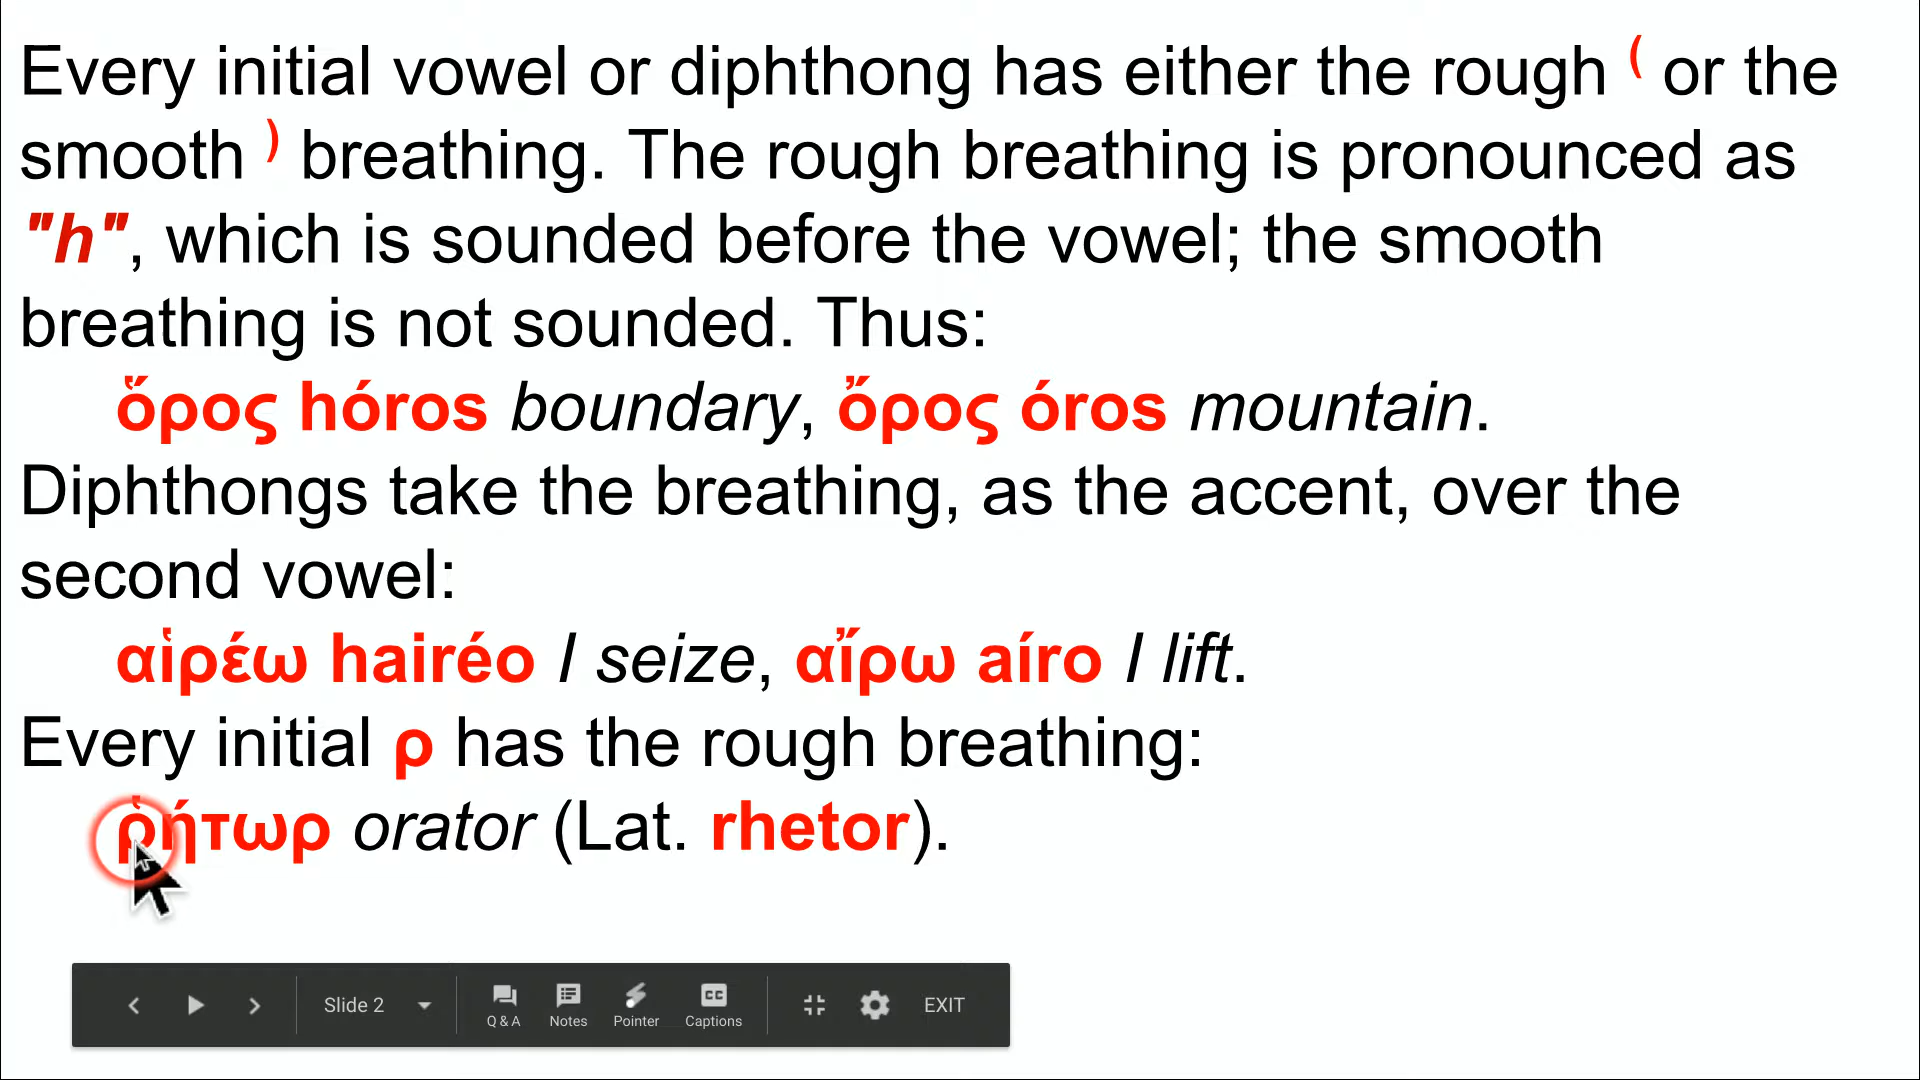 Every initial vowel or diphthong has either the rough ( or the
smooth ) breathing. The rough breathing is pronounced as
"h", which is sounded before the vowel; the smooth
breathing is not sounded. Thus:
ὅρος hóros boundary, ὄρος óros mountain.
Diphthongs take the breathing, as the accent, over the
second vowel:
αἱρέω hairéo I seize, αἴρω aíro I lift.
Every initial ρ has the rough breathing:
ῥήτωρ orator (Lat. rhetor).
Slide 2 Q & A Notes Pointer CC Captions EXIT